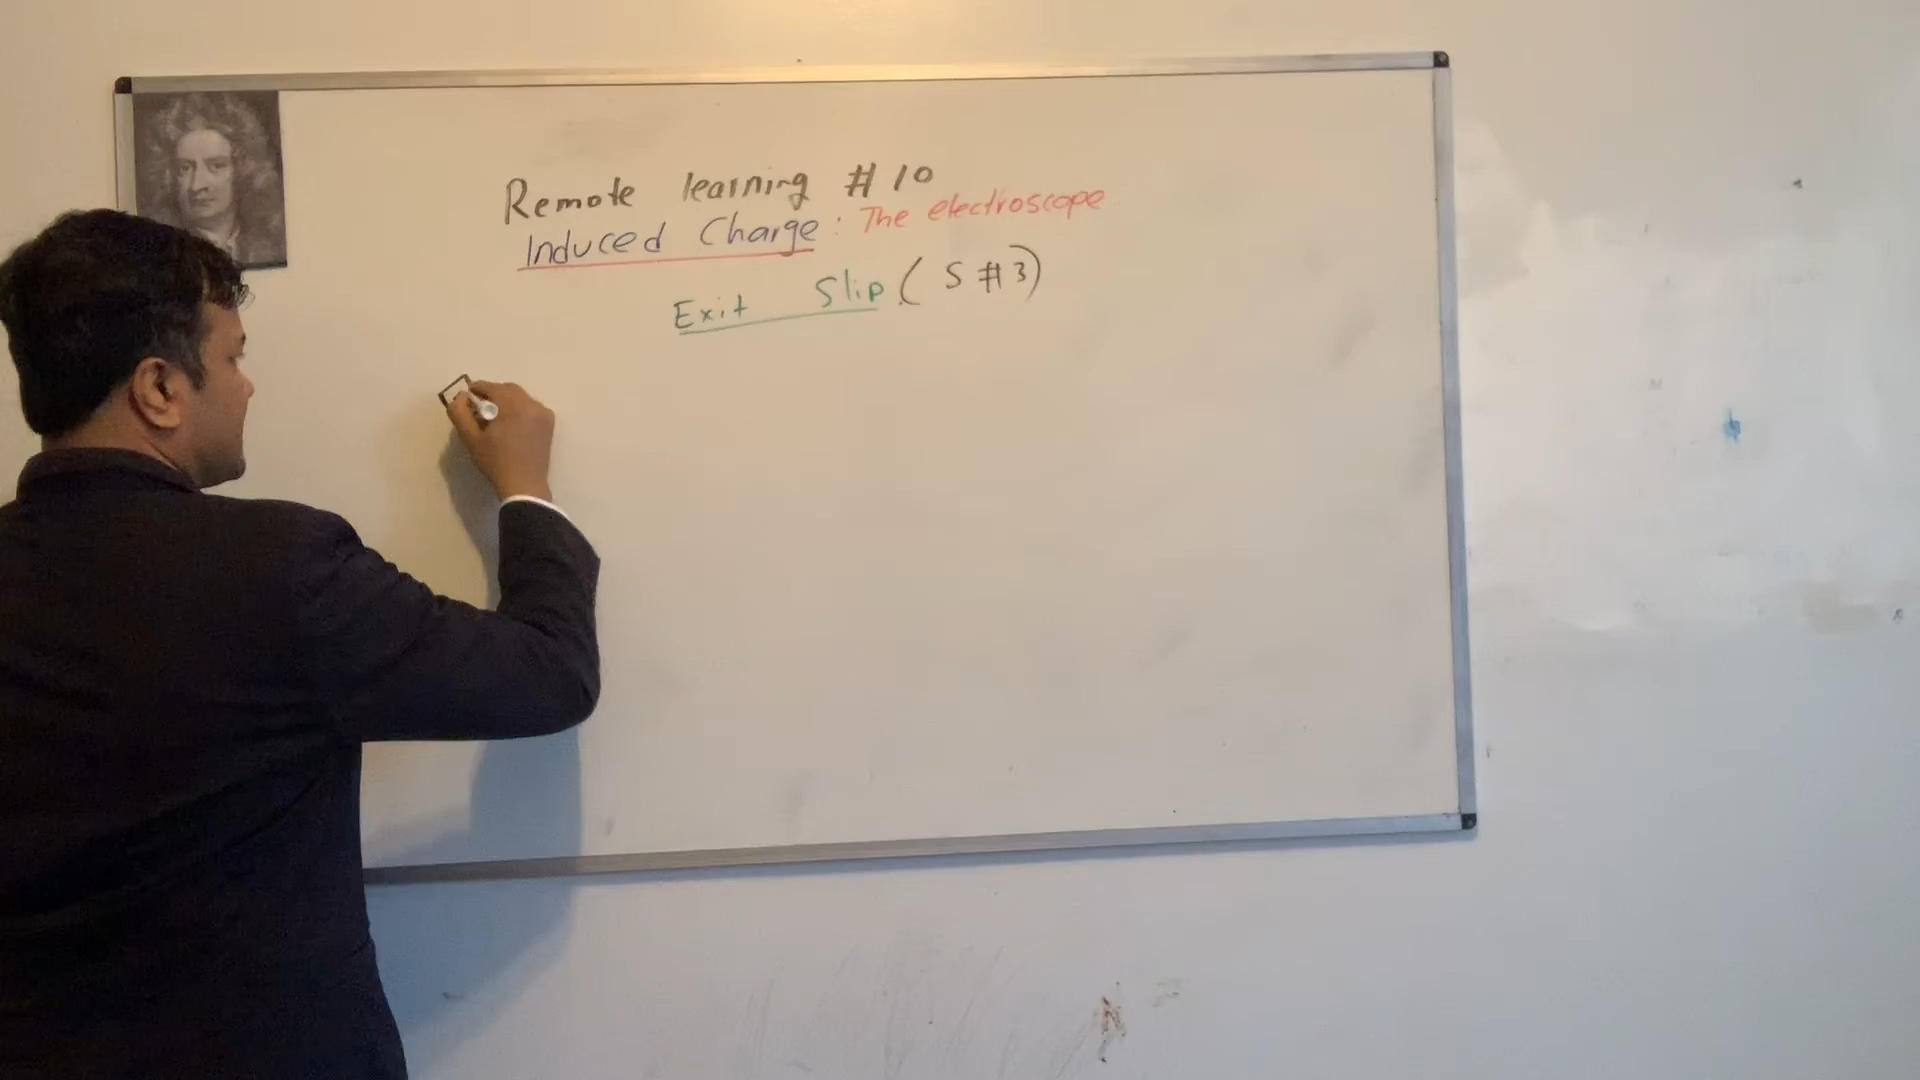 Remote learning # 10
Induced Charge : The electroscope
Exit Slip ( S # 3 )